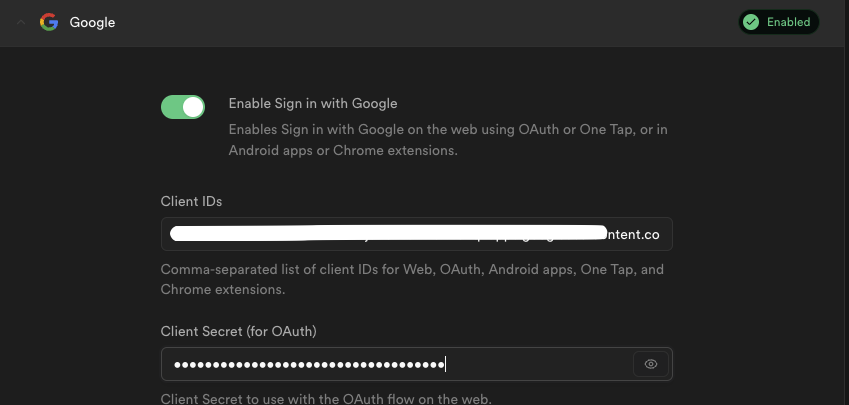 Google
Enabled
Enable Sign in with Google
Enables Sign in with Google on the web using OAuth or One Tap, or in
Android apps or Chrome extensions.
Client IDs
ntent.co
Comma-separated list of client IDs for Web, OAuth, Android apps, One Tap, and
Chrome extensions.
Client Secret (for OAuth)
Client Secret to use with the OAuth flow on the web.